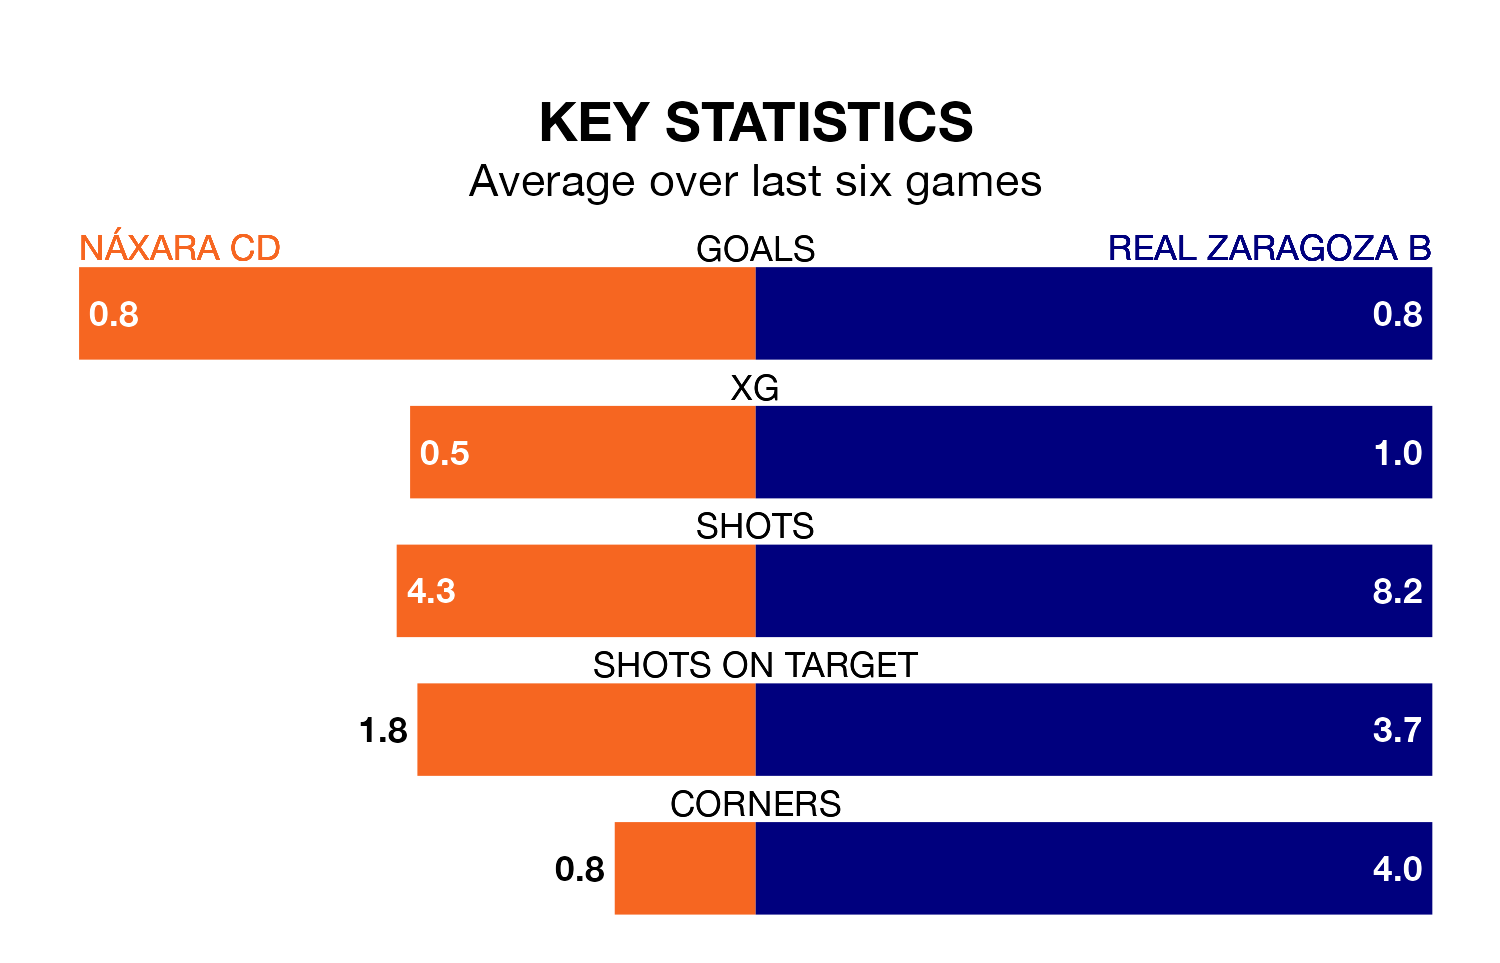 KEY STATISTICS
Average over last six games
NÁXARA CD GOALS REAL ZARAGOZA B
0.8 0.8
XG
0.5 1.0
SHOTS
4.3 8.2
SHOTS ON TARGET
1.8 3.7
CORNERS
0.8 4.0